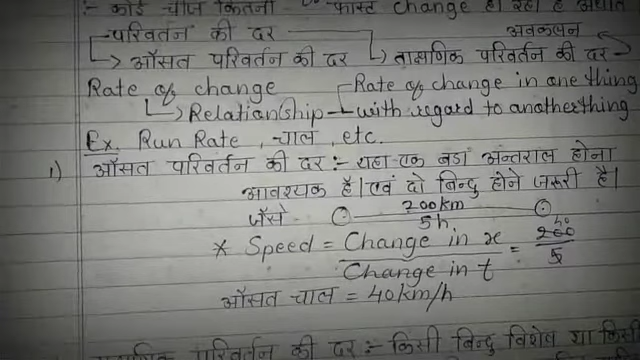 :- कोई चीज कितनी फास्ट change हो रहा है अर्थात
परिवर्तन की दर अवकलन
औसत परिवर्तन की दर तात्क्षणिक परिवर्तन की दर
Rate of change Rate of change in one thing
Relationship with regard to another thing
Ex. Run Rate, चाल, etc.
1) औसत परिवर्तन की दर :- यहा एक बडा अन्तराल होना
आवश्यक है। एवं दो बिन्दु होने जरूरी है।
जैसे 200km
5h
* Speed = Change in x / Change in t = 200 / 5 40
औसत चाल = 40km/h
परिवर्तन की दर :- किसी बिन्दु विशेष या किसी